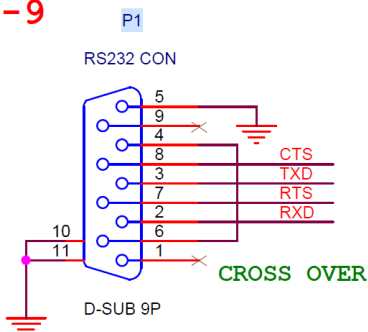 -9
P1
RS232 CON
5
9
4
8 CTS
3 TXD
7 RTS
2 RXD
10 6
11 1
CROSS OVER
D-SUB 9P